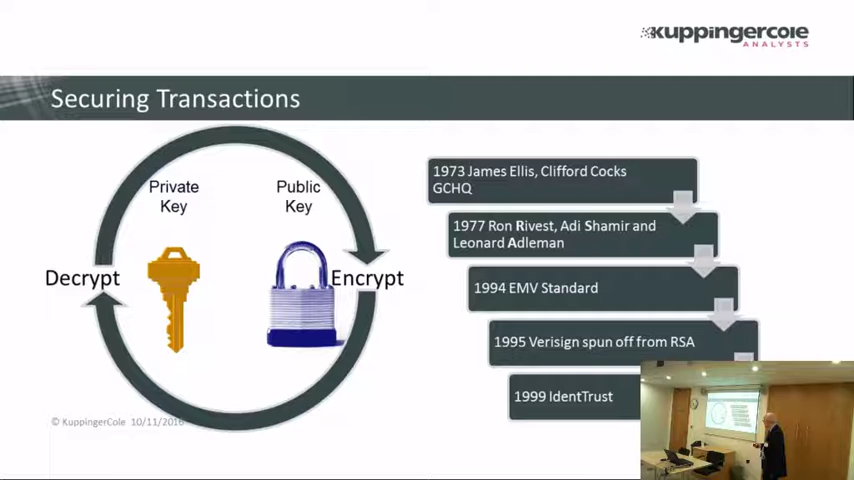 kuppingercole
ANALYSTS
Securing Transactions
Private
Key
Public
Key
Decrypt
Encrypt
1973 James Ellis, Clifford Cocks
GCHQ
1977 Ron Rivest, Adi Shamir and
Leonard Adleman
1994 EMV Standard
1995 Verisign spun off from RSA
1999 IdenTrust
© KuppingerCole 10/11/2016